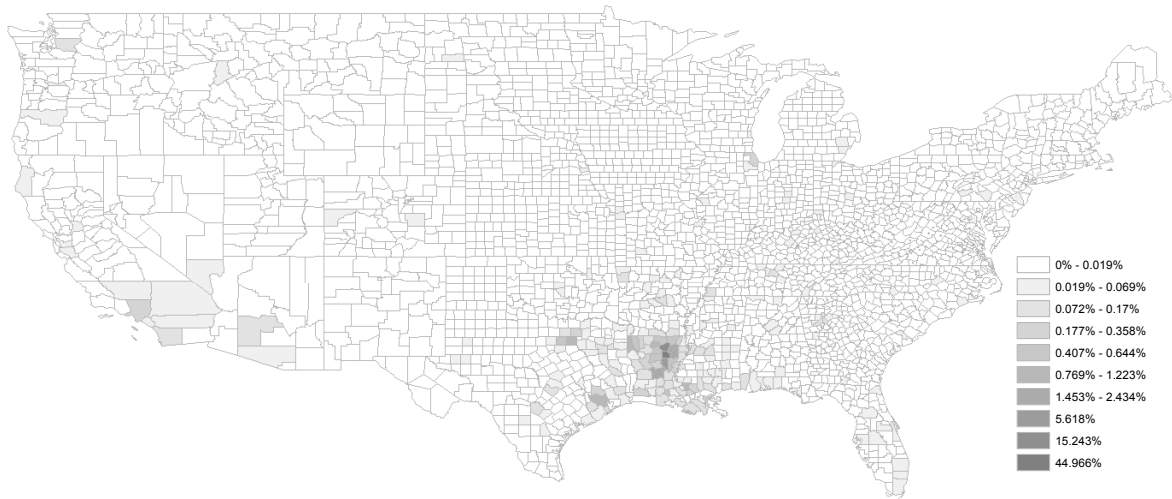 0% - 0.019%
0.019% - 0.069%
0.072% - 0.17%
0.177% - 0.358%
0.407% - 0.644%
0.769% - 1.223%
1.453% - 2.434%
5.618%
15.243%
44.966%